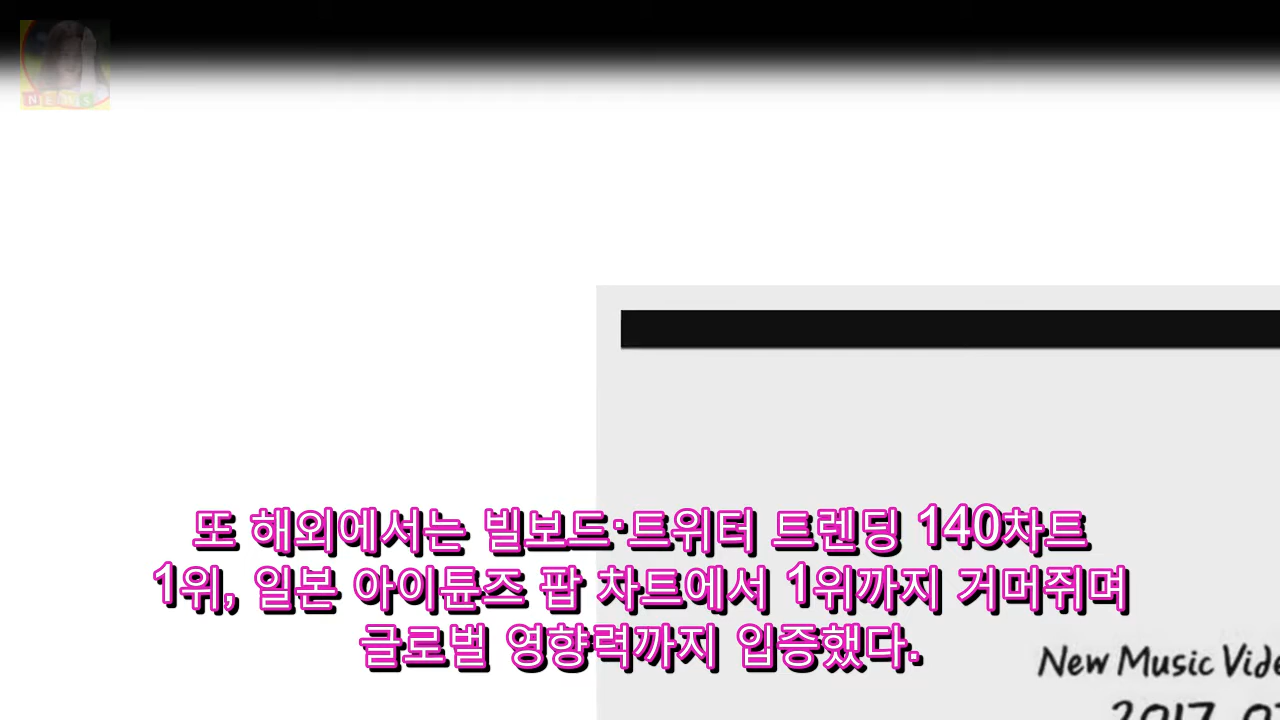 NEWS
또 해외에서는 빌보드·트위터 트렌딩 140차트
1위, 일본 아이튠즈 팝 차트에서 1위까지 거머쥐며
글로벌 영향력까지 입증했다.
New Music Vide
2017